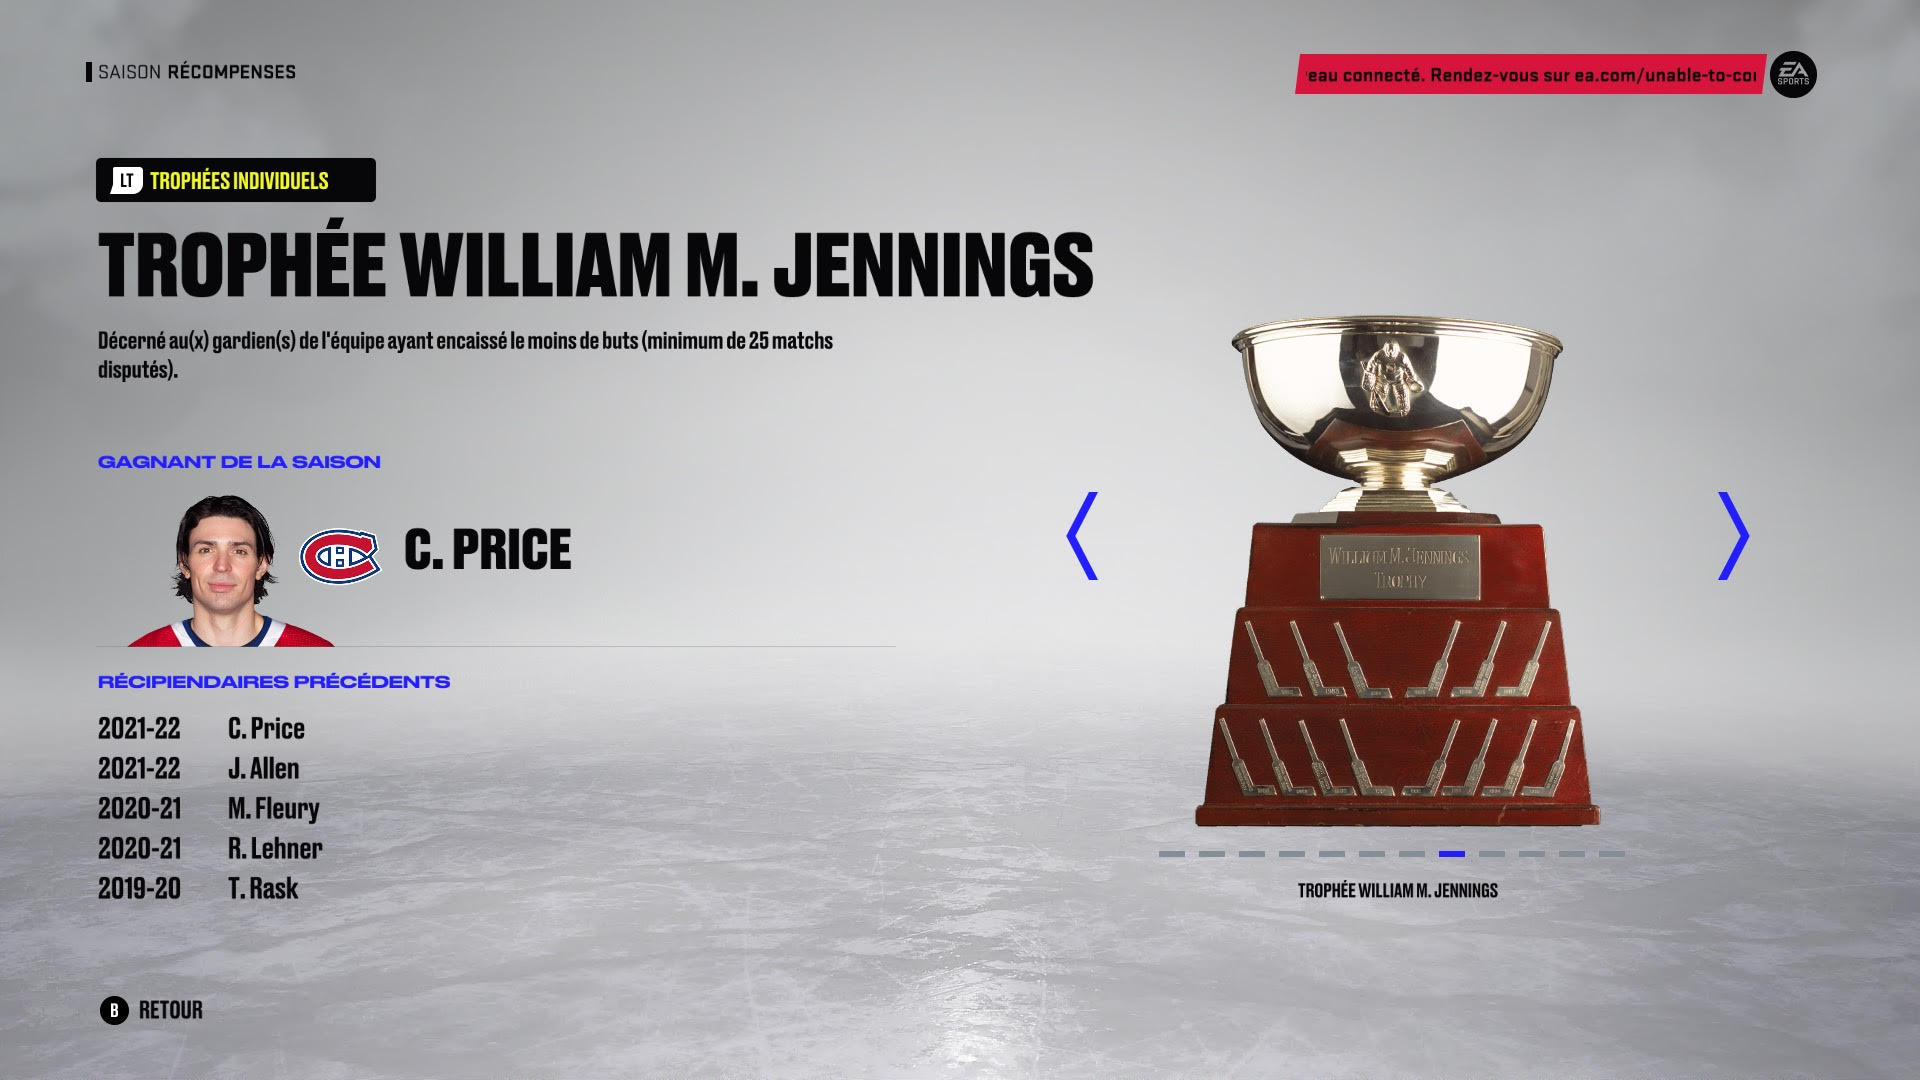 SAISON RÉCOMPENSES
eau connecté. Rendez-vous sur ea.com/unable-to-co
EA SPORTS
LT TROPHÉES INDIVIDUELS
TROPHÉE WILLIAM M. JENNINGS
Décerné au(x) gardien(s) de l'équipe ayant encaissé le moins de buts (minimum de 25 matchs
disputés).
GAGNANT DE LA SAISON
C. PRICE
RÉCIPIENDAIRES PRÉCÉDENTS
2021-22 C. Price
2021-22 J. Allen
2020-21 M. Fleury
2020-21 R. Lehner
2019-20 T. Rask
WILLIAM M. JENNINGS
TROPHY
TROPHÉE WILLIAM M. JENNINGS
B RETOUR